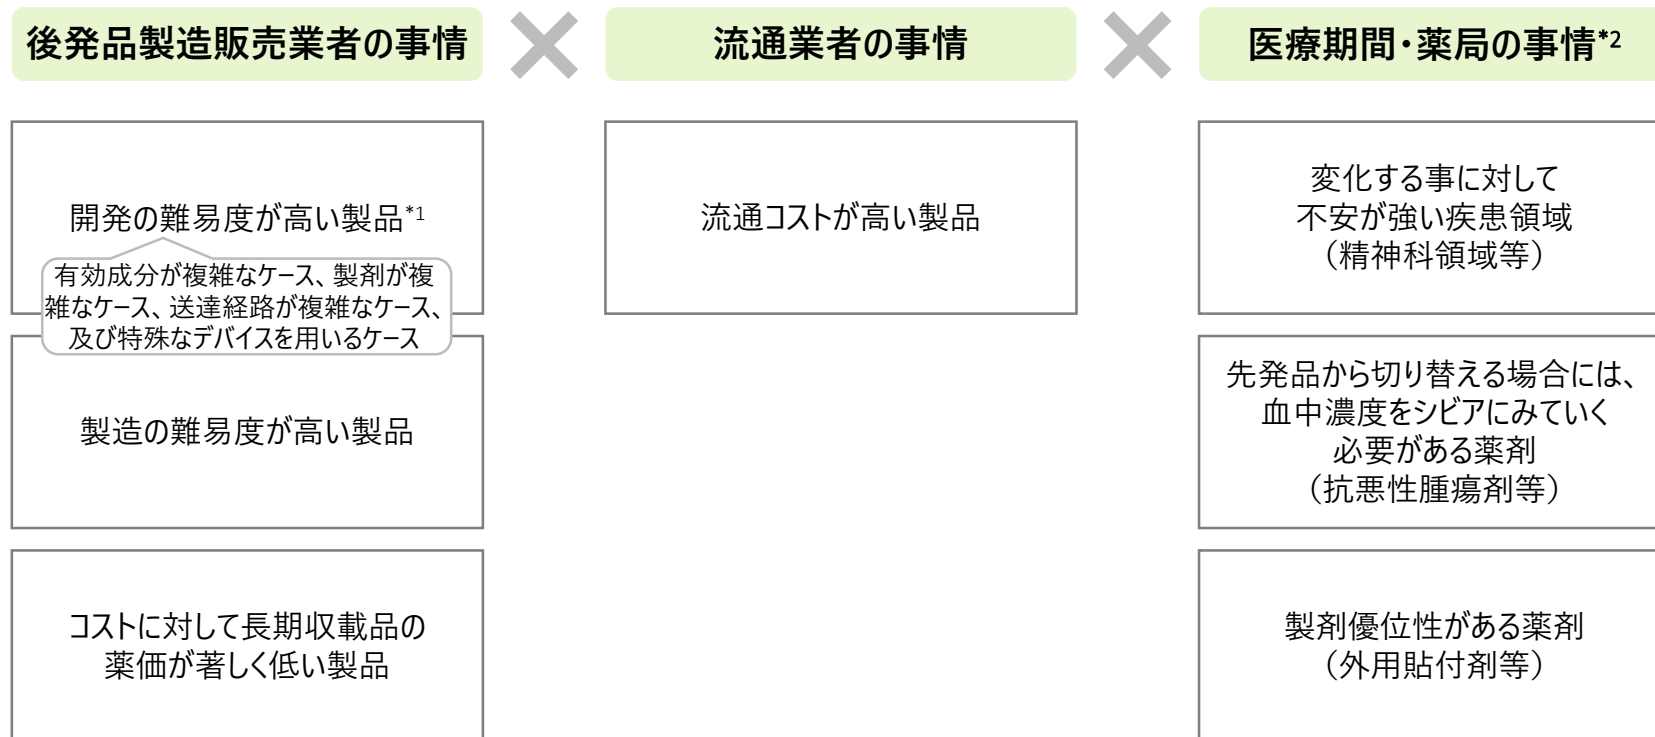 後発品製造販売業者の事情
流通業者の事情
医療期間・薬局の事情*2
開発の難易度が高い製品*1
有効成分が複雑なケース、製剤が複
雑なケース、送達経路が複雑なケース、
及び特殊なデバイスを用いるケース
製造の難易度が高い製品
コストに対して長期収載品の
薬価が著しく低い製品
流通コストが高い製品
変化する事に対して
不安が強い疾患領域
（精神科領域等）
先発品から切り替える場合には、
血中濃度をシビアにみていく
必要がある薬剤
（抗悪性腫瘍剤等）
製剤優位性がある薬剤
（外用貼付剤等）